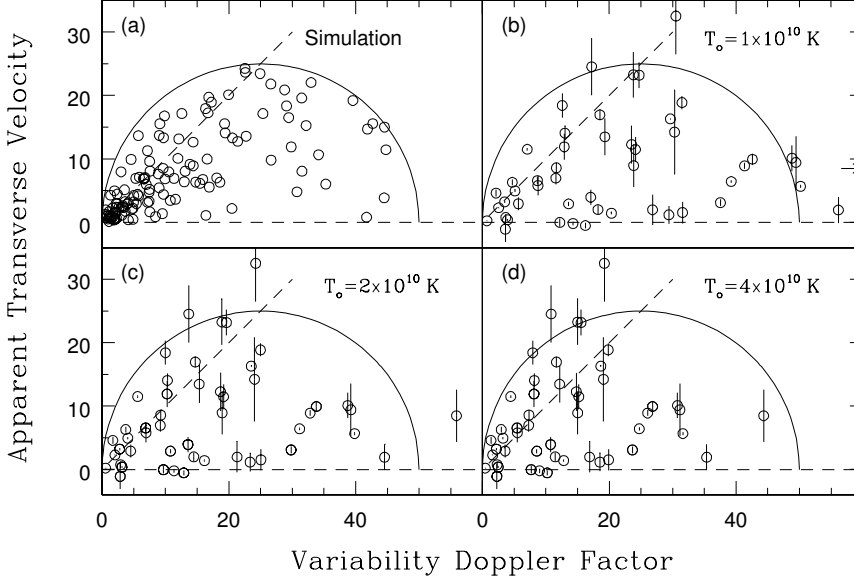 Apparent Transverse Velocity
(a)
Simulation
(b)
T₀=1×10¹⁰ K
30
20
10
0
(c)
T₀=2×10¹⁰ K
(d)
T₀=4×10¹⁰ K
30
20
10
0
0
20
40
0
20
40
Variability Doppler Factor